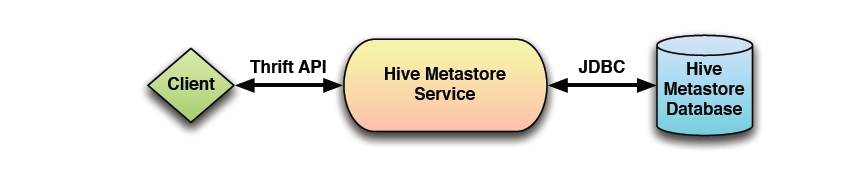 Client
Thrift API
Hive Metastore
Service
JDBC
Hive
Metastore
Database